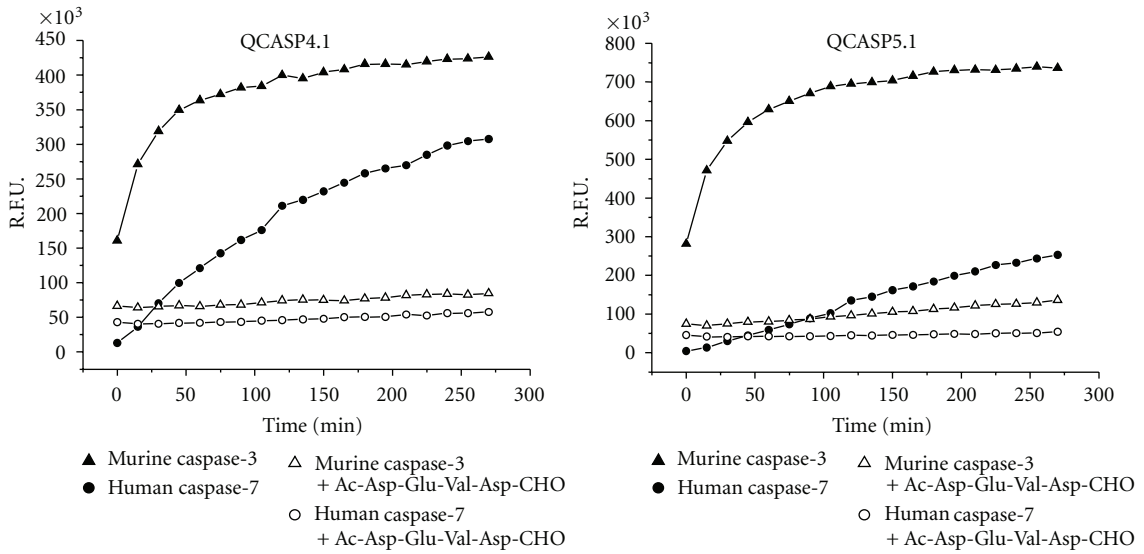 ×10³
450
400
350
300
250
200
150
100
50
0
R.F.U.
QCASP4.1
0 50 100 150 200 250 300
Time (min)
Murine caspase-3
Human caspase-7
Murine caspase-3
+ Ac-Asp-Glu-Val-Asp-CHO
Human caspase-7
+ Ac-Asp-Glu-Val-Asp-CHO
×10³
800
700
600
500
400
300
200
100
0
R.F.U.
QCASP5.1
0 50 100 150 200 250 300
Time (min)
Murine caspase-3
Human caspase-7
Murine caspase-3
+ Ac-Asp-Glu-Val-Asp-CHO
Human caspase-7
+ Ac-Asp-Glu-Val-Asp-CHO